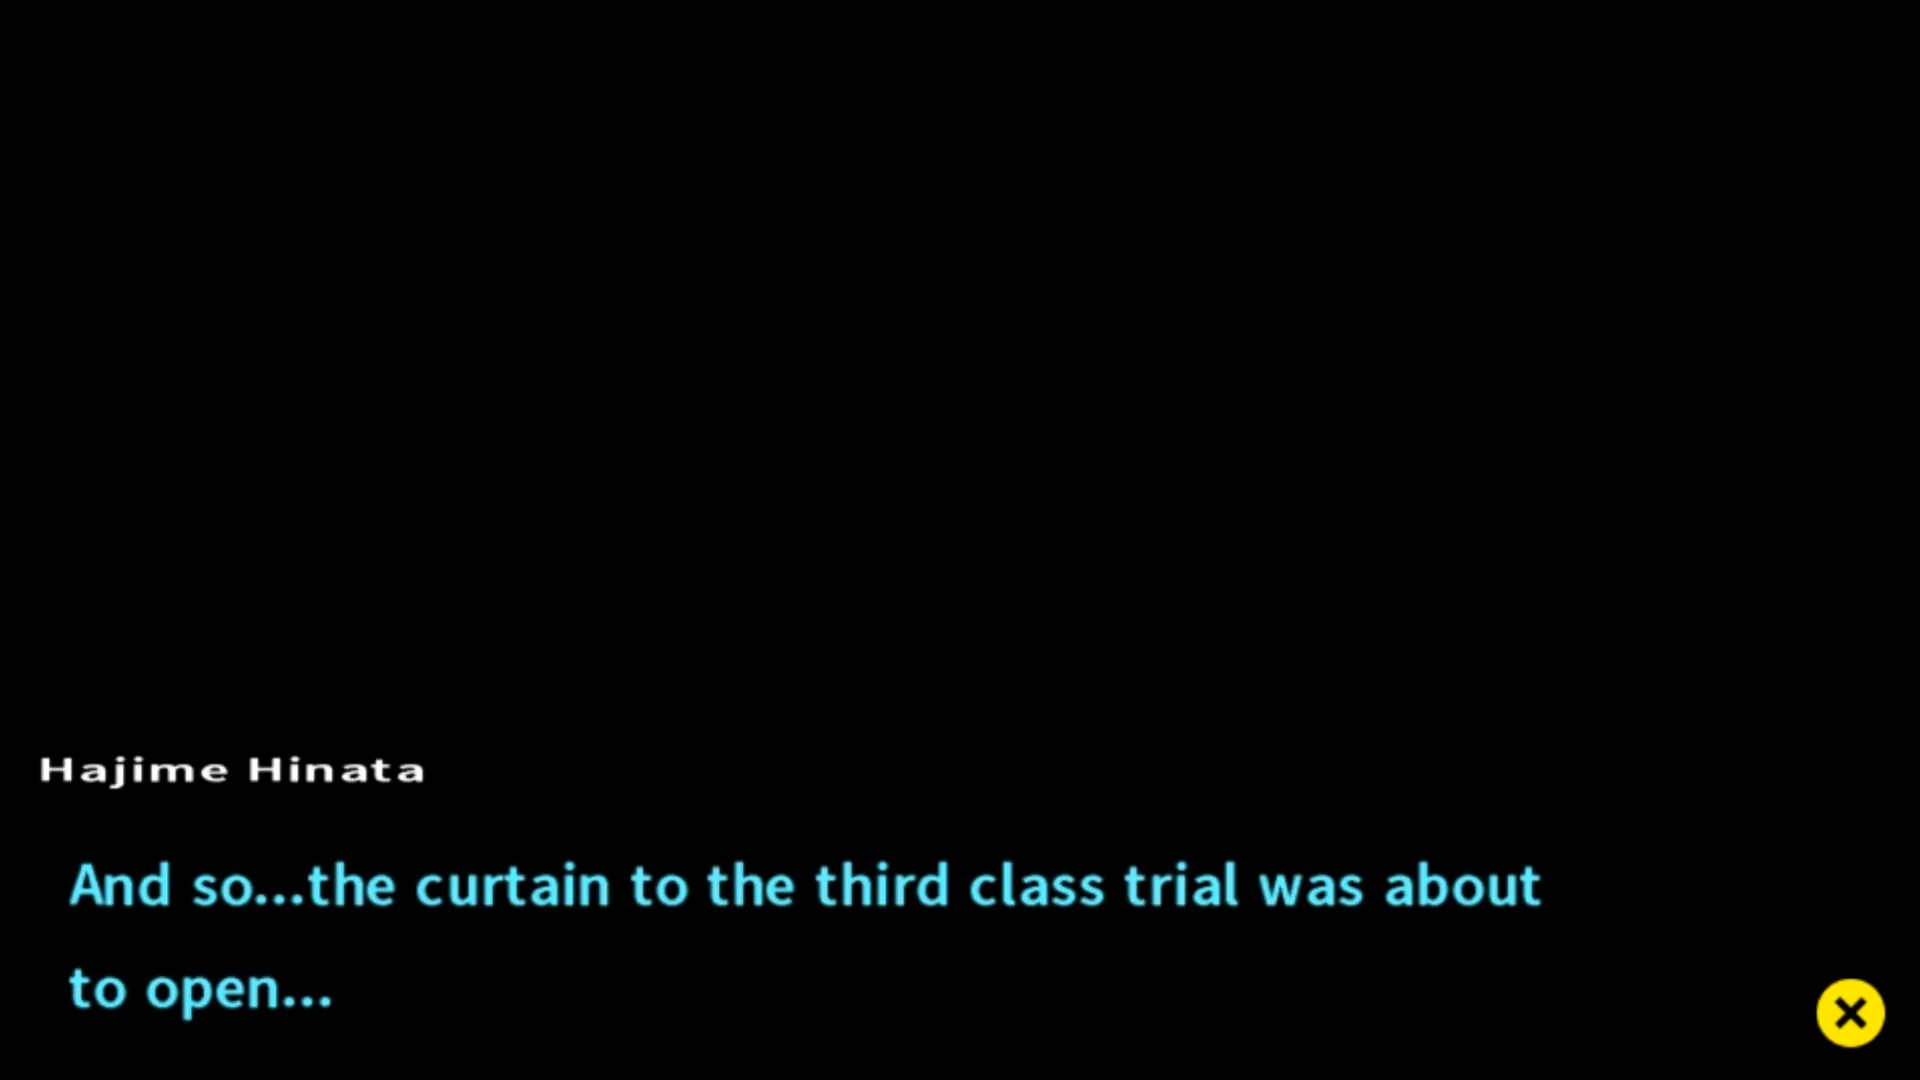 Hajime Hinata
And so...the curtain to the third class trial was about
to open...